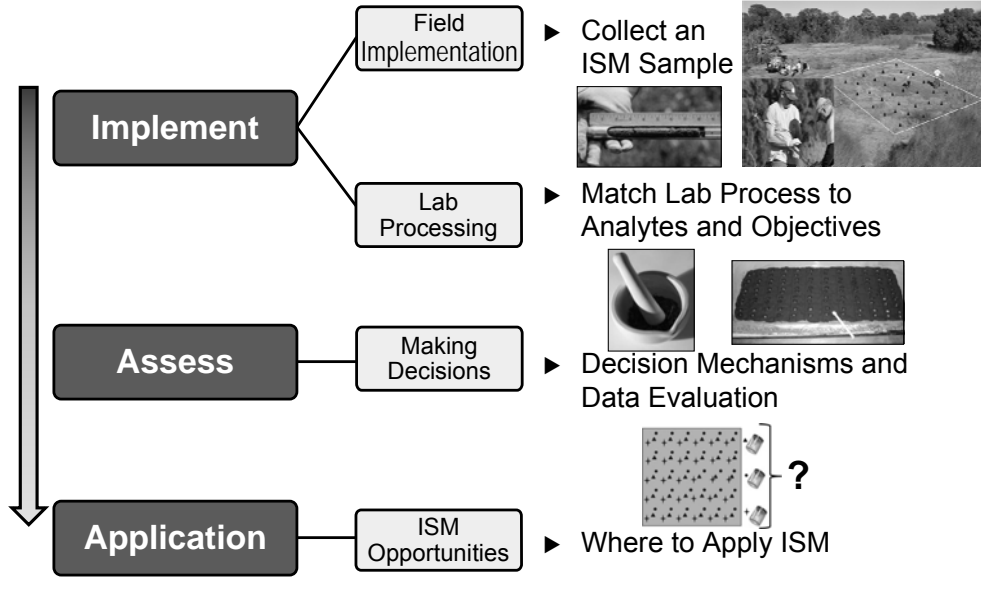 Field
Implementation
▶ Collect an
ISM Sample
Implement
Lab
Processing
▶ Match Lab Process to
Analytes and Objectives
Assess
Making
Decisions
▶ Decision Mechanisms and
Data Evaluation
?
Application
ISM
Opportunities
▶ Where to Apply ISM